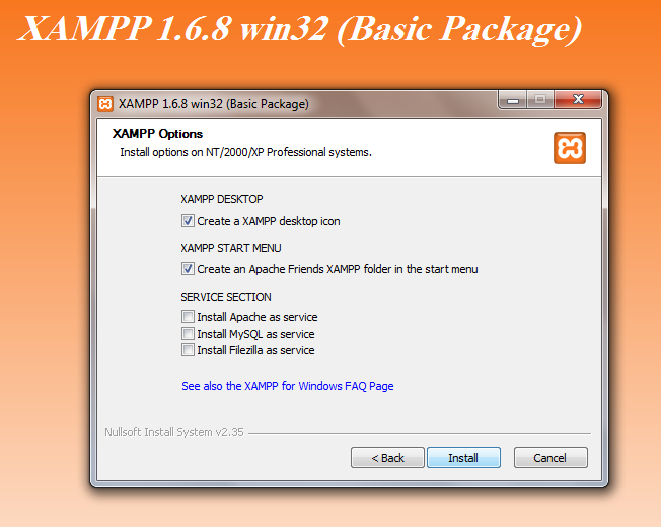 XAMPP 1.6.8 win32 (Basic Package)
XAMPP 1.6.8 win32 (Basic Package)
XAMPP Options
Install options on NT/2000/XP Professional systems.
XAMPP DESKTOP
Create a XAMPP desktop icon
XAMPP START MENU
Create an Apache Friends XAMPP folder in the start menu
SERVICE SECTION
Install Apache as service
Install MySQL as service
Install Filezilla as service
See also the XAMPP for Windows FAQ Page
Nullsoft Install System v2.35
< Back Install Cancel